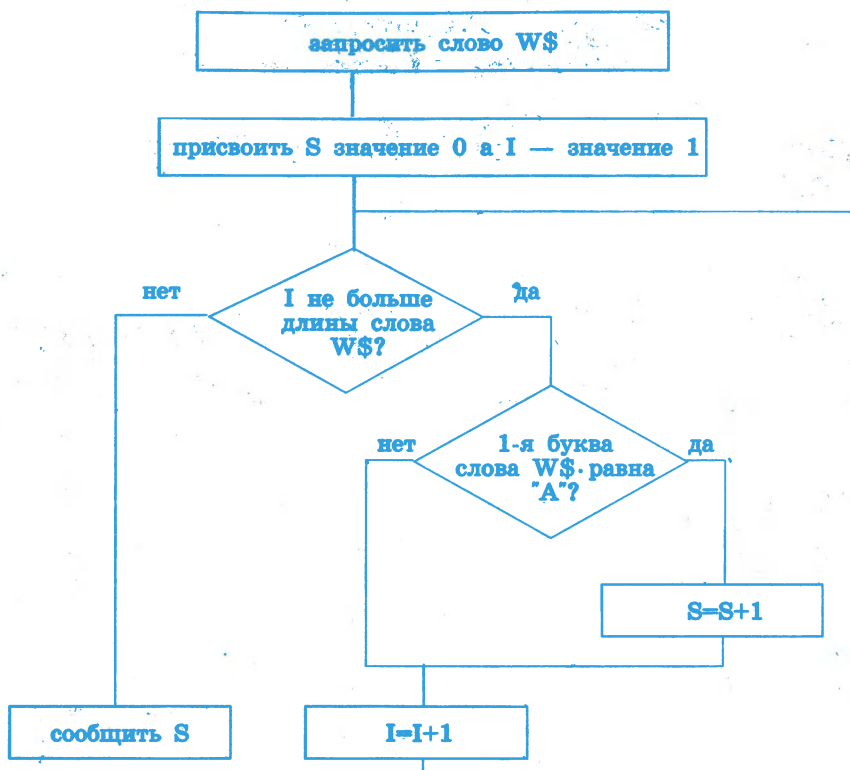 запросить слово W$
присвоить S значение 0 а I — значение 1
нет
I не больше
длины слова
W$?
да
нет
1-я буква
слова W$ равна
"А"?
да
S=S+1
сообщить S
I=I+1